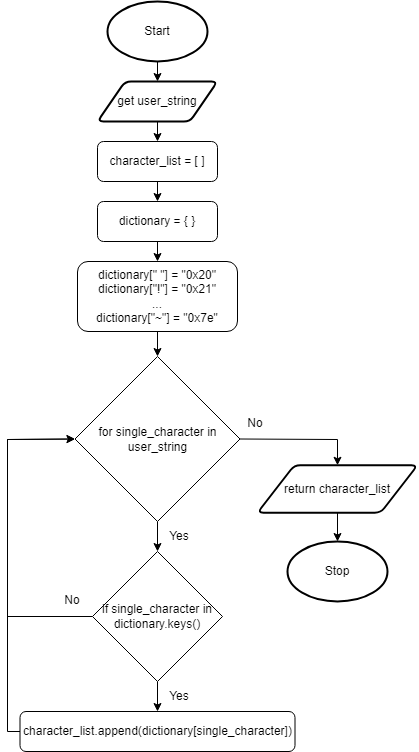 Start
get user_string
character_list = [ ]
dictionary = { }
dictionary[" "] = "0x20"
dictionary["!"] = "0x21"
...
dictionary["~"] = "0x7e"
for single_character in
user_string
No
Yes
return character_list
Stop
if single_character in
dictionary.keys()
No
Yes
character_list.append(dictionary[single_character])